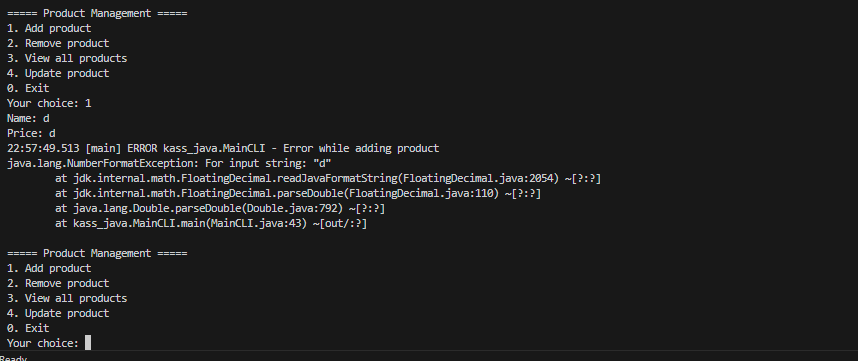 ===== Product Management =====
1. Add product
2. Remove product
3. View all products
4. Update product
0. Exit
Your choice: 1
Name: d
Price: d
22:57:49.513 [main] ERROR kass_java.MainCLI - Error while adding product
java.lang.NumberFormatException: For input string: "d"
        at jdk.internal.math.FloatingDecimal.readJavaFormatString(FloatingDecimal.java:2054) ~[?:?]
        at jdk.internal.math.FloatingDecimal.parseDouble(FloatingDecimal.java:110) ~[?:?]
        at java.lang.Double.parseDouble(Double.java:792) ~[?:?]
        at kass_java.MainCLI.main(MainCLI.java:43) ~[out/:?]
===== Product Management =====
1. Add product
2. Remove product
3. View all products
4. Update product
0. Exit
Your choice:
Ready